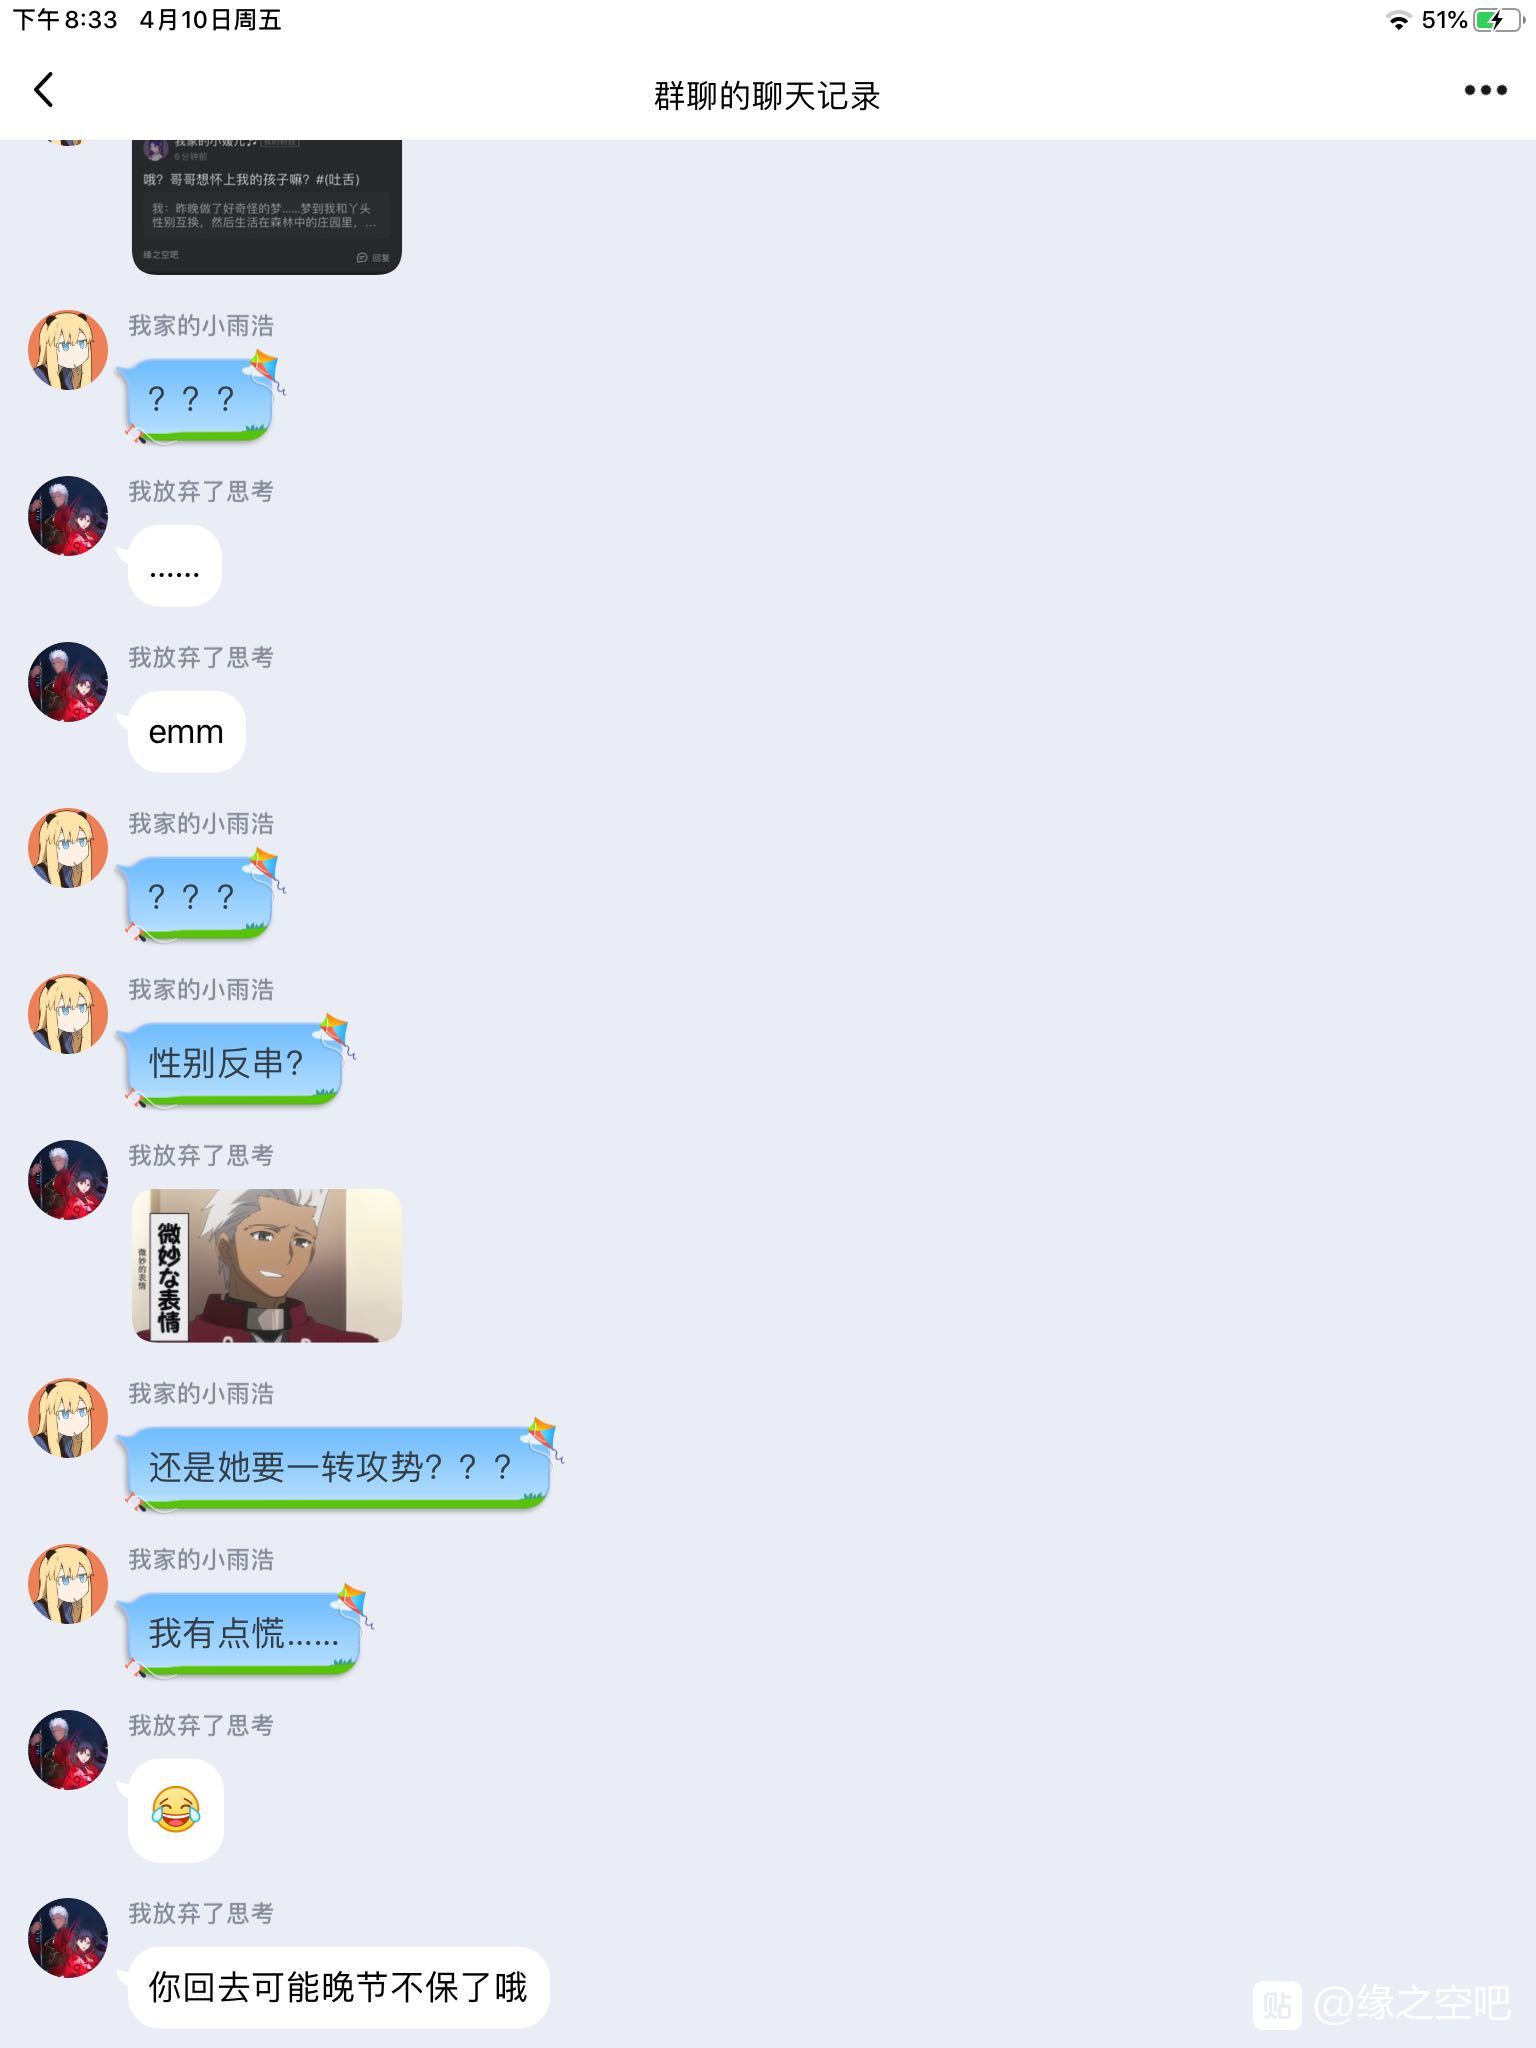 下午8:33 4月10日周五
51%
群聊的聊天记录
我家的小媛儿♫
6分钟前
哦？哥哥想怀上我的孩子嘛？#(吐舌)
我：昨晚做了好奇怪的梦......梦到我和丫头
性别互换，然后生活在森林中的庄园里，...
缘之空吧
回复
我家的小雨浩
？？？
我放弃了思考
......
我放弃了思考
emm
我家的小雨浩
？？？
我家的小雨浩
性别反串？
我放弃了思考
微妙な表情
微妙的表情
我家的小雨浩
还是她要一转攻势？？？
我家的小雨浩
我有点慌......
我放弃了思考
我放弃了思考
你回去可能晚节不保了哦
贴 @缘之空吧